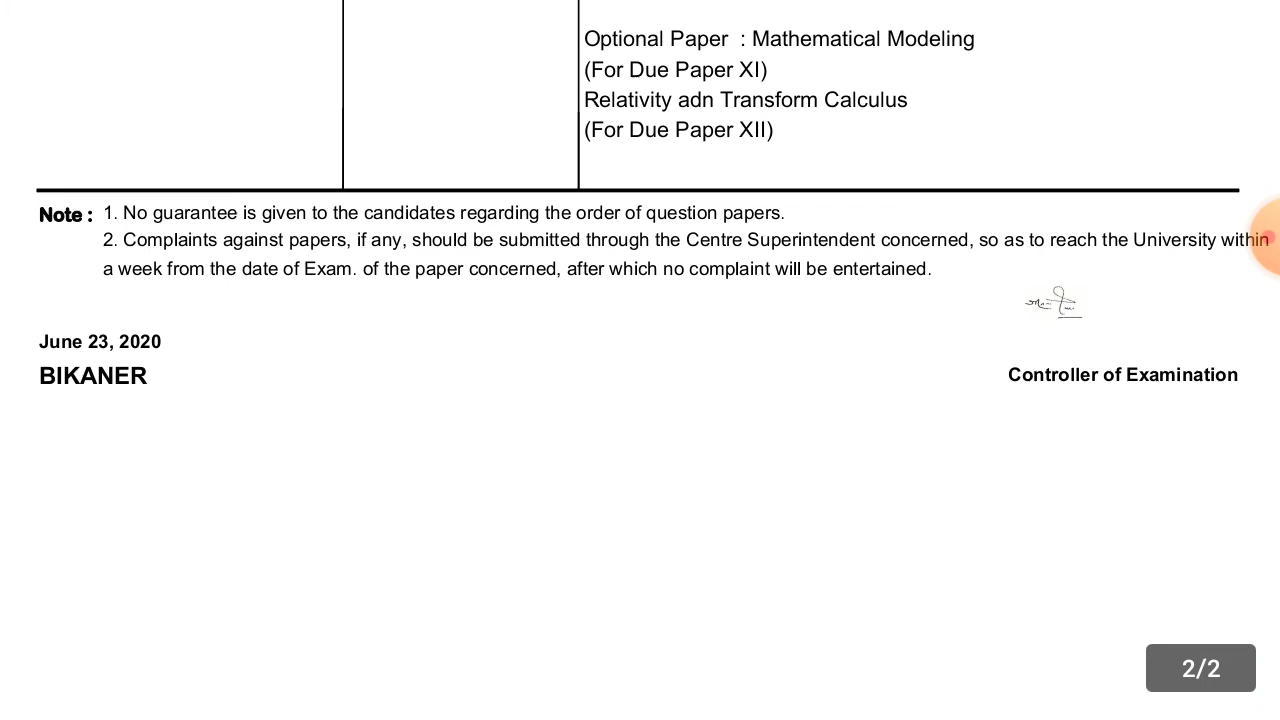 Optional Paper : Mathematical Modeling
(For Due Paper XI)
Relativity adn Transform Calculus
(For Due Paper XII)
Note : 1. No guarantee is given to the candidates regarding the order of question papers.
2. Complaints against papers, if any, should be submitted through the Centre Superintendent concerned, so as to reach the University within
a week from the date of Exam. of the paper concerned, after which no complaint will be entertained.
June 23, 2020
BIKANER
Controller of Examination
2/2